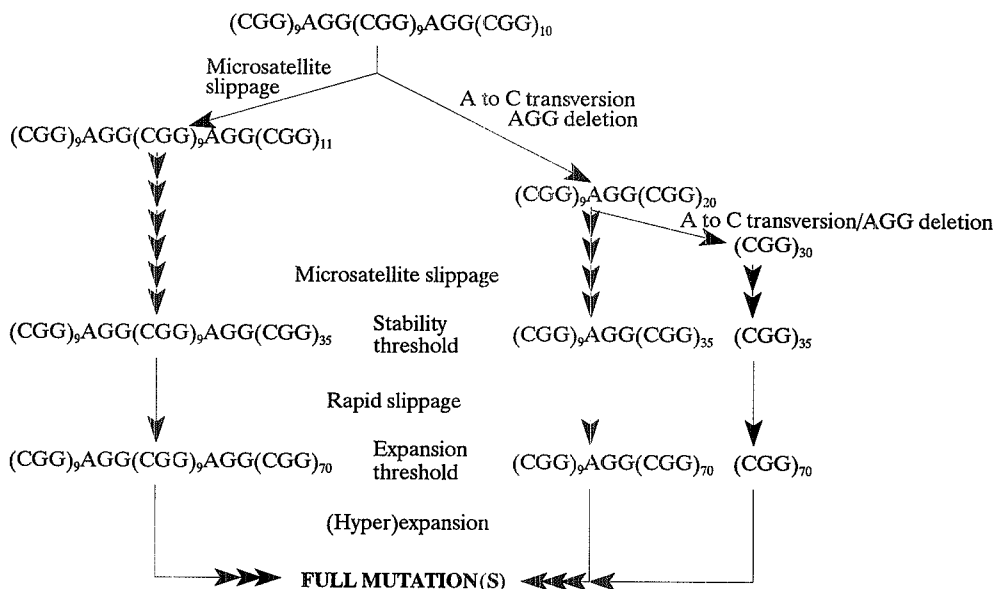 (CGG)₉AGG(CGG)₉AGG(CGG)₁₀
Microsatellite
slippage
A to C transversion
AGG deletion
(CGG)₉AGG(CGG)₉AGG(CGG)₁₁
(CGG)₉AGG(CGG)₂₀
A to C transversion/AGG deletion
(CGG)₃₀
Microsatellite slippage
(CGG)₉AGG(CGG)₉AGG(CGG)₃₅
Stability
threshold
(CGG)₉AGG(CGG)₃₅
(CGG)₃₅
Rapid slippage
(CGG)₉AGG(CGG)₉AGG(CGG)₇₀
Expansion
threshold
(CGG)₉AGG(CGG)₇₀
(CGG)₇₀
(Hyper)expansion
FULL MUTATION(S)